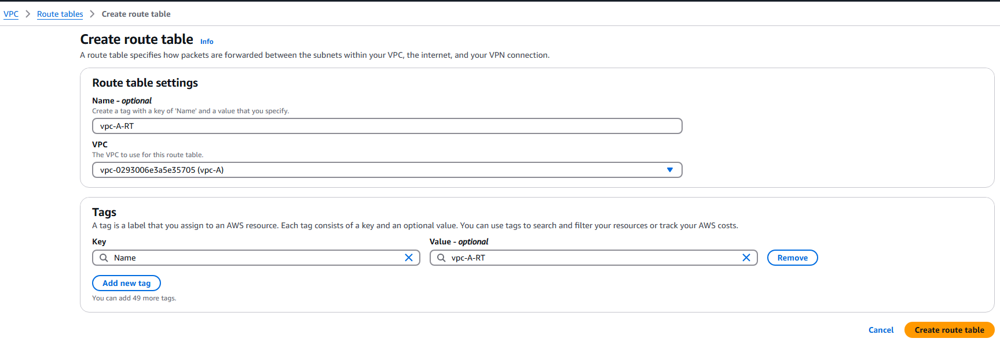 VPC > Route tables > Create route table
Create route table Info
A route table specifies how packets are forwarded between the subnets within your VPC, the internet, and your VPN connection.
Route table settings
Name - optional
Create a tag with a key of 'Name' and a value that you specify.
vpc-A-RT
VPC
The VPC to use for this route table.
vpc-0293006e3a5e35705 (vpc-A)
Tags
A tag is a label that you assign to an AWS resource. Each tag consists of a key and an optional value. You can use tags to search and filter your resources or track your AWS costs.
Key Value - optional
Name vpc-A-RT Remove
Add new tag
You can add 49 more tags.
Cancel Create route table